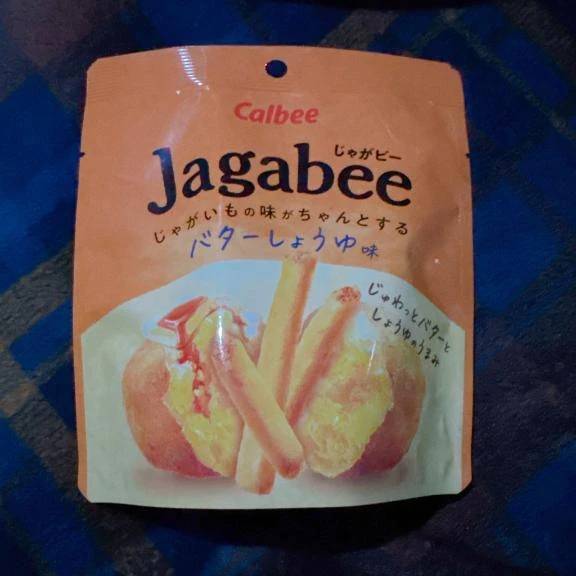 Calbee
じゃがビー
Jagabee
じゃがいもの味がちゃんとする
バターしょうゆ味
じゅわっとバターと
しょうゆのうまみ